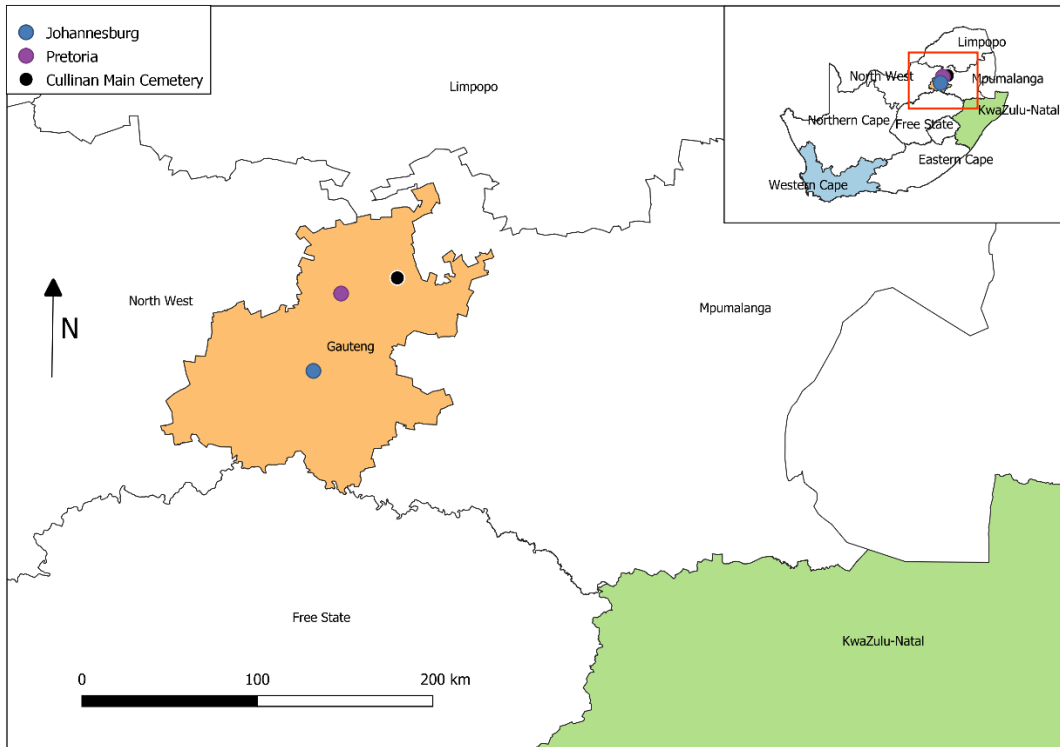 Johannesburg
Pretoria
Cullinan Main Cemetery
Limpopo
North West
Mpumalanga
Gauteng
N
Free State
KwaZulu-Natal
0 100 200 km
Limpopo
North West
Mpumalanga
KwaZulu-Natal
Northern Cape
Free State
Eastern Cape
Western Cape